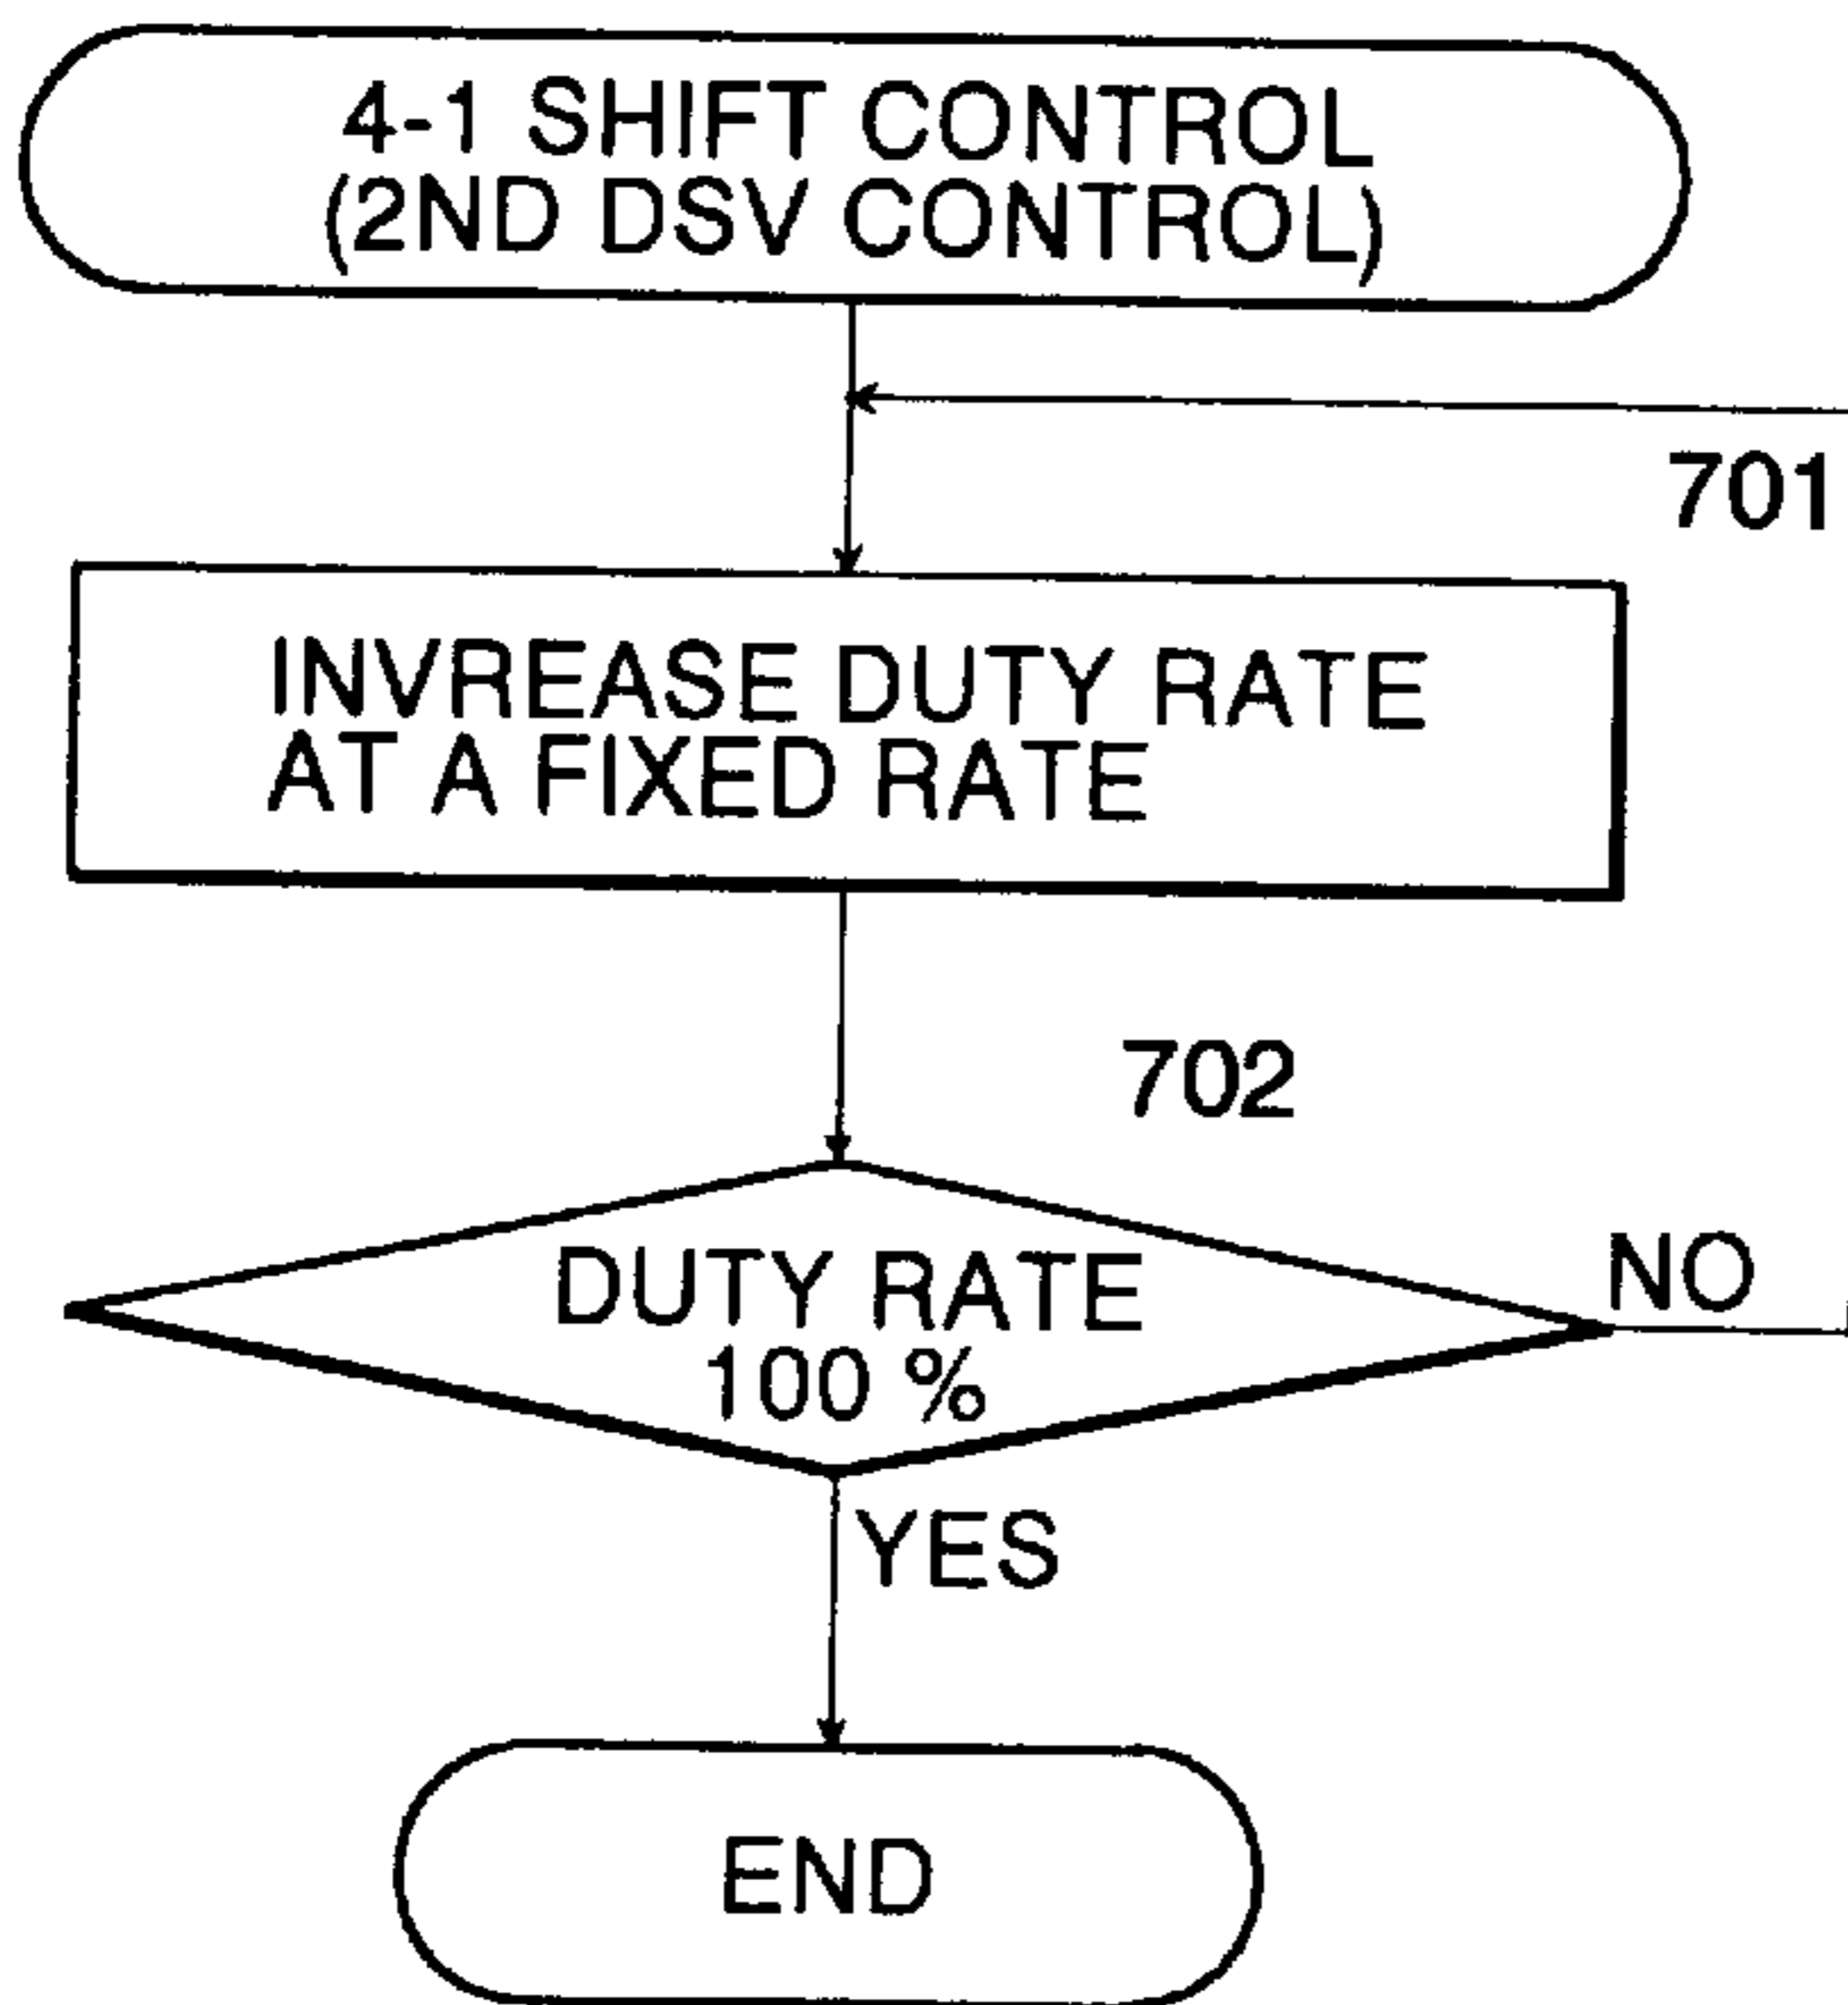 4-1 SHIFT CONTROL
(2ND DSV CONTROL)
701
INVREASE DUTY RATE
AT A FIXED RATE
702
DUTY RATE
100 %
NO
YES
END